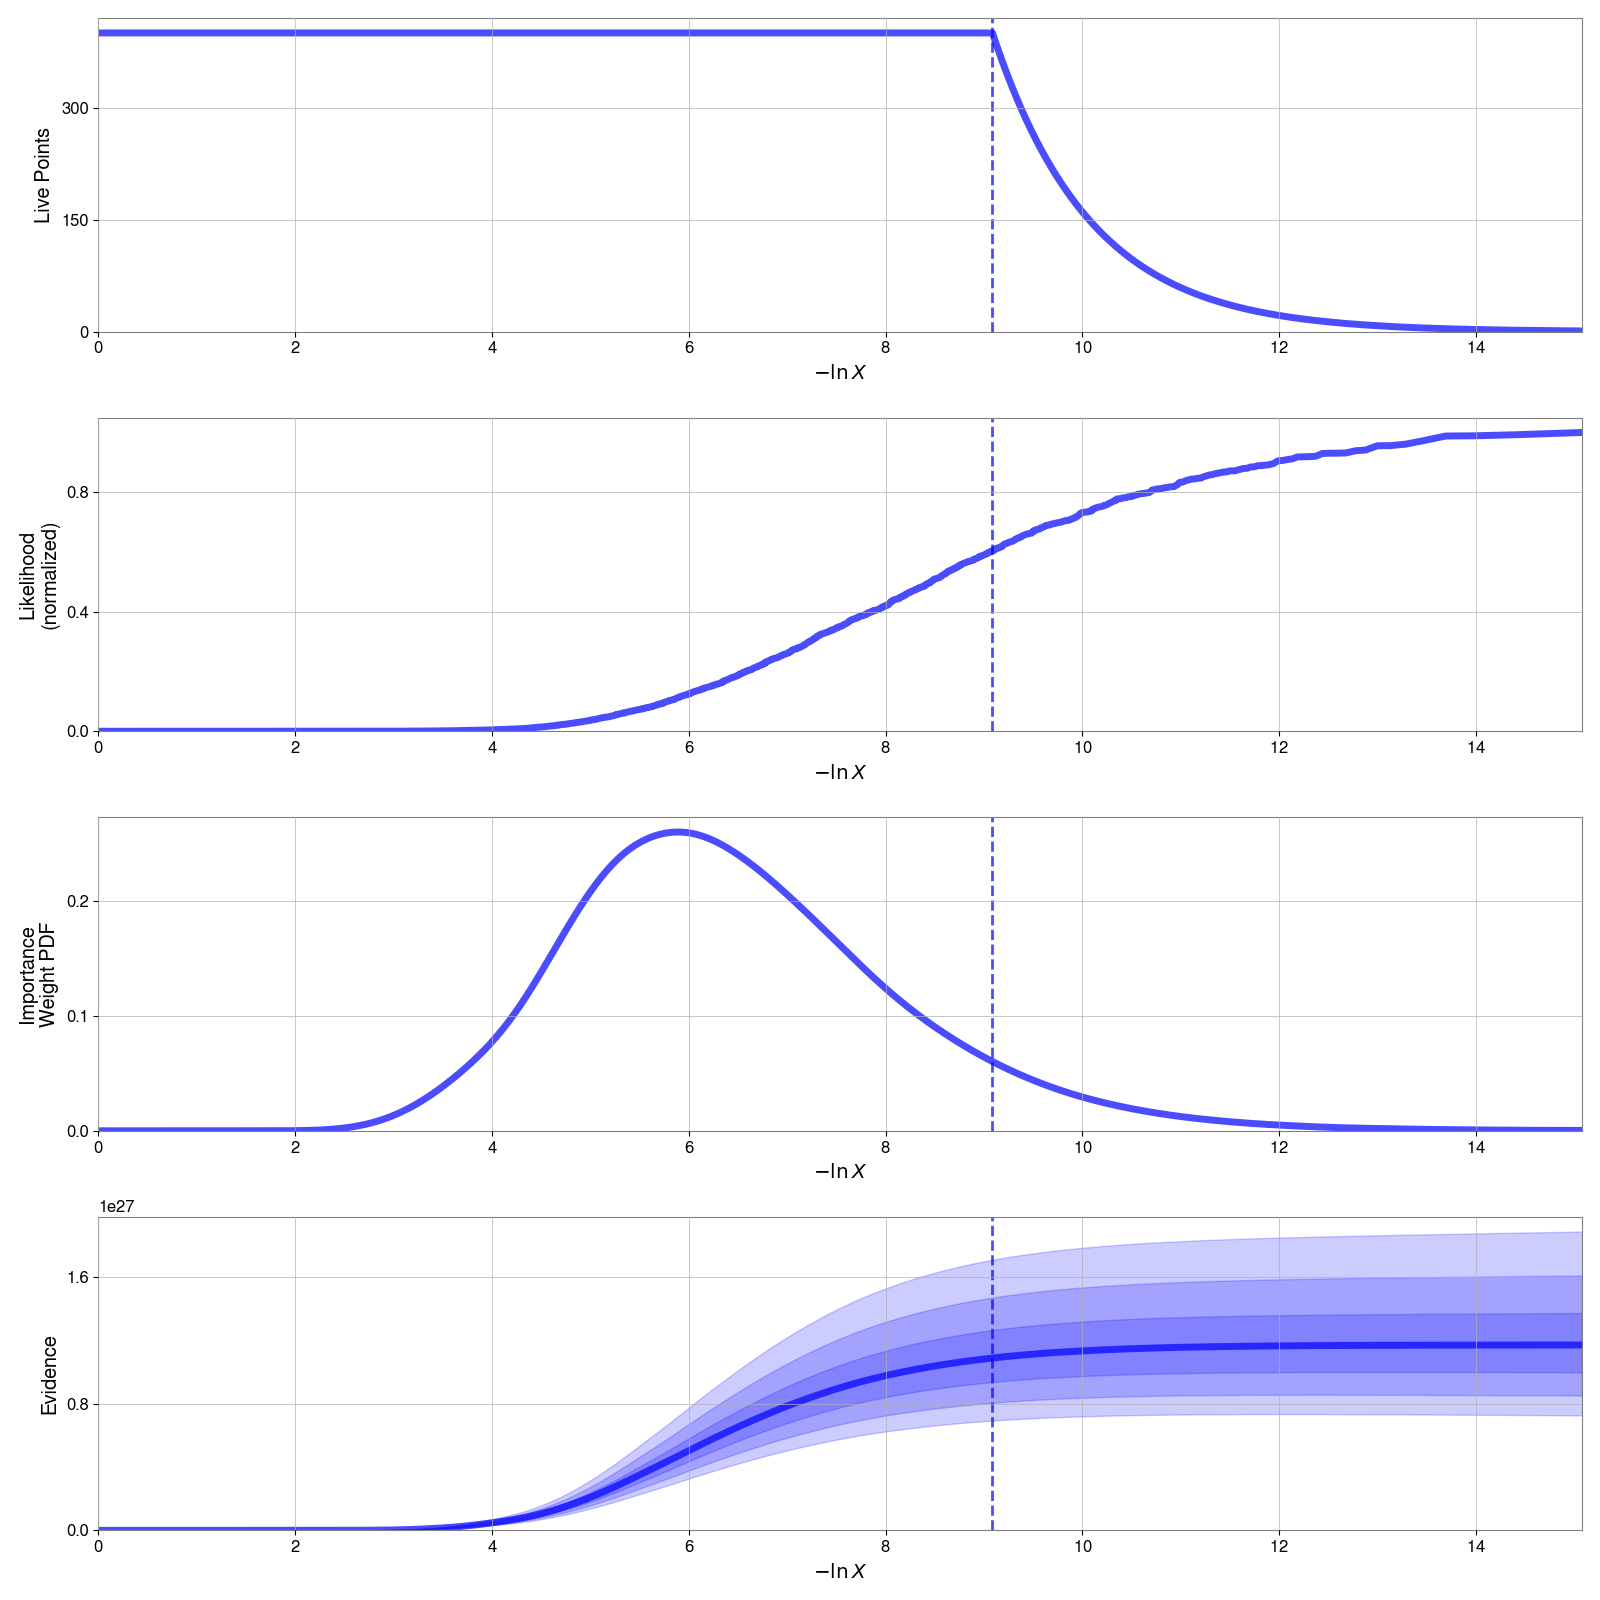 300
150
0
Live Points
0 2 4 6 8 10 12 14
−ln X
0.8
0.4
0.0
Likelihood
(normalized)
0 2 4 6 8 10 12 14
−ln X
0.2
0.1
0.0
Importance
Weight PDF
0 2 4 6 8 10 12 14
−ln X
1e27
1.6
0.8
0.0
Evidence
0 2 4 6 8 10 12 14
−ln X